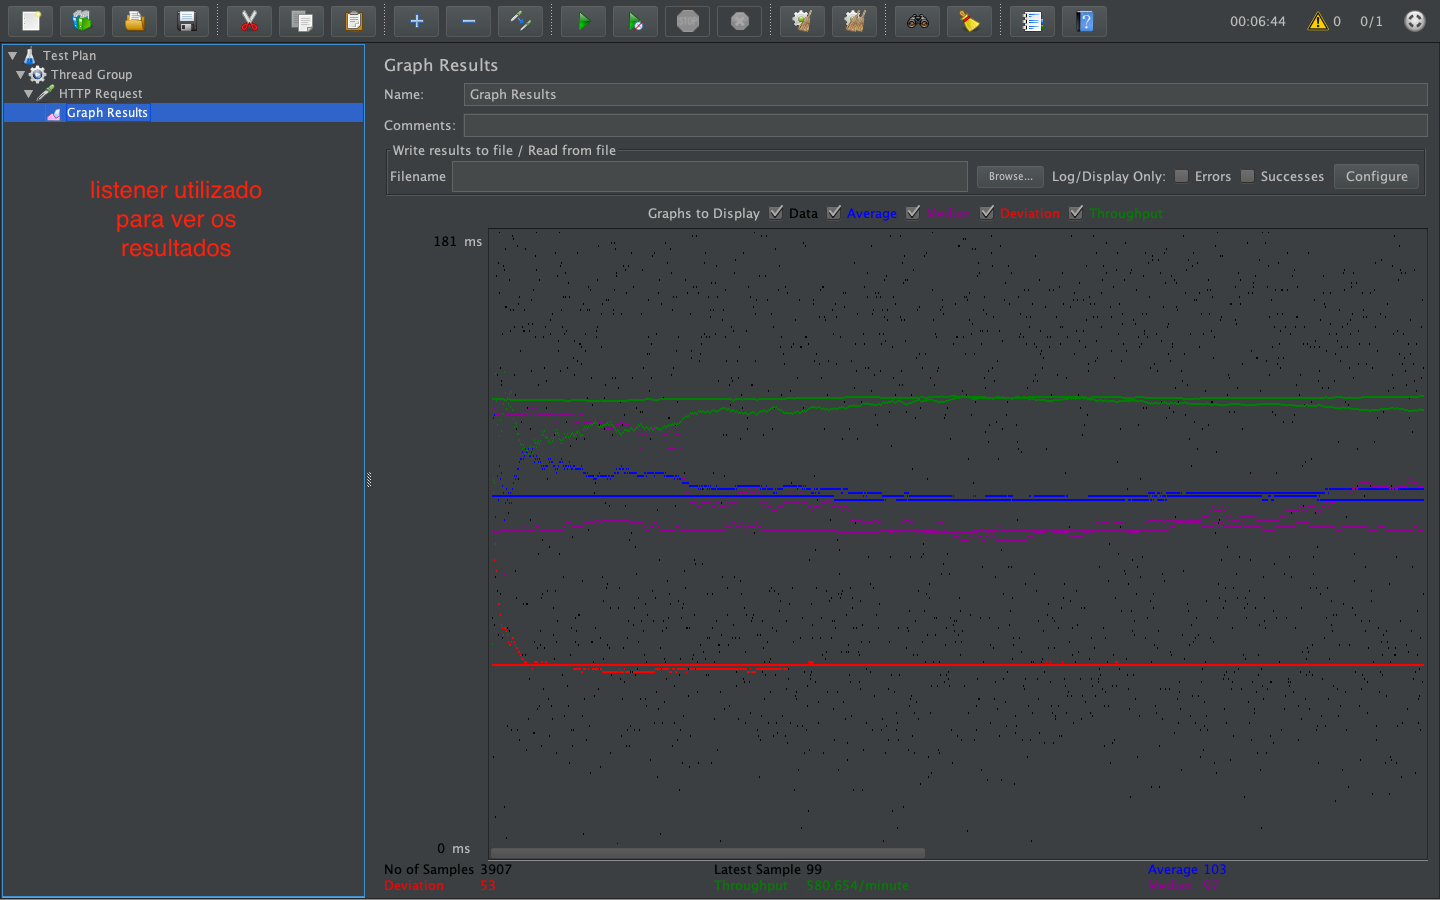 STOP
00:06:44
0
0/1
?
Test Plan
Thread Group
HTTP Request
Graph Results
listener utilizado
para ver os
resultados
Graph Results
Name: Graph Results
Comments:
Write results to file / Read from file
Filename Browse... Log/Display Only: Errors Successes Configure
Graphs to Display Data Average Median Deviation Throughput
181 ms
0 ms
No of Samples 3907 Latest Sample 99 Average 103
Deviation 53 Throughput 580.654/minute Median 97